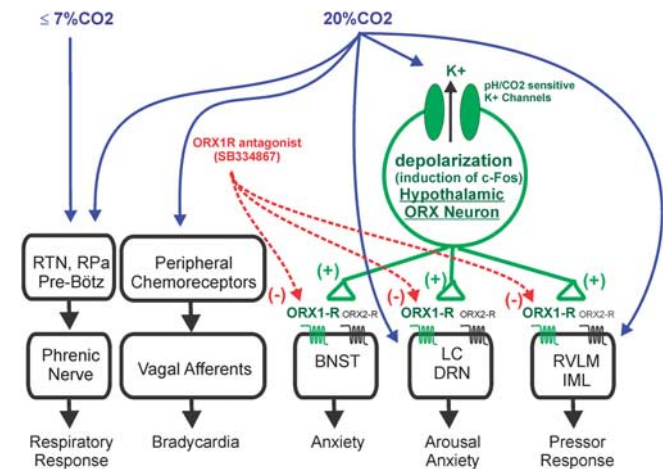 ≤ 7%CO2
20%CO2
K+
pH/CO2 sensitive
K+ Channels
ORX1R antagonist
(SB334867)
depolarization
(induction of c-Fos)
Hypothalamic
ORX Neuron
RTN, RPa
Pre-Bötz
Peripheral
Chemoreceptors
(+)
(+)
(+)
(-)
(-)
(-)
ORX1-R ORX2-R
ORX1-R ORX2-R
ORX1-R ORX2-R
Phrenic
Nerve
Vagal Afferents
BNST
LC
DRN
RVLM
IML
Respiratory
Response
Bradycardia
Anxiety
Arousal
Anxiety
Pressor
Response